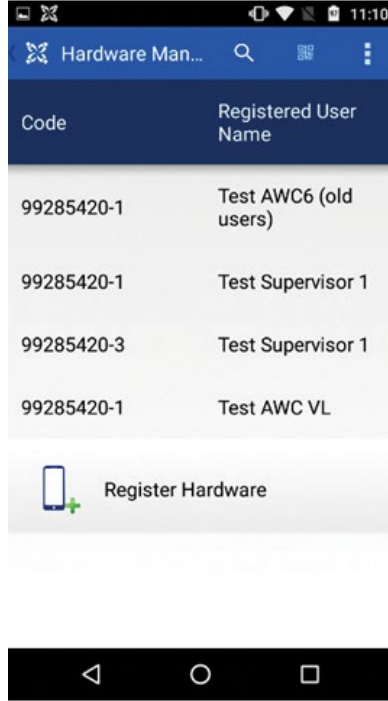 11:10
Hardware Man...
Code
Registered User
Name
99285420-1
Test AWC6 (old
users)
99285420-1
Test Supervisor 1
99285420-3
Test Supervisor 1
99285420-1
Test AWC VL
Register Hardware